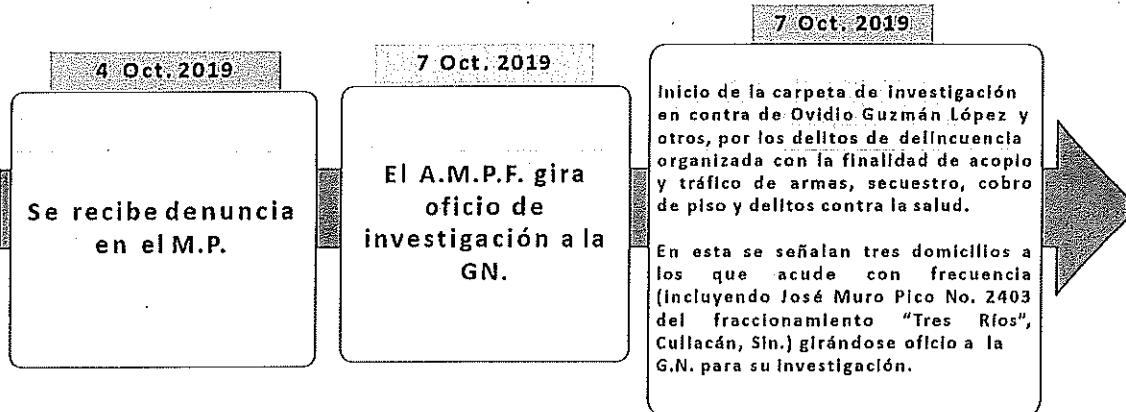 4 Oct. 2019
Se recibe denuncia
en el M.P.
7 Oct. 2019
El A.M.P.F. gira
oficio de
investigación a la
GN.
7 Oct. 2019
Inicio de la carpeta de investigación
en contra de Ovidio Guzmán López y
otros, por los delitos de delincuencia
organizada con la finalidad de acopio
y tráfico de armas, secuestro, cobro
de piso y delitos contra la salud.
En esta se señalan tres domicilios a
los que acude con frecuencia
(incluyendo José Muro Pico No. 2403
del fraccionamiento "Tres Ríos",
Culiacán, Sin.) girándose oficio a la
G.N. para su investigación.